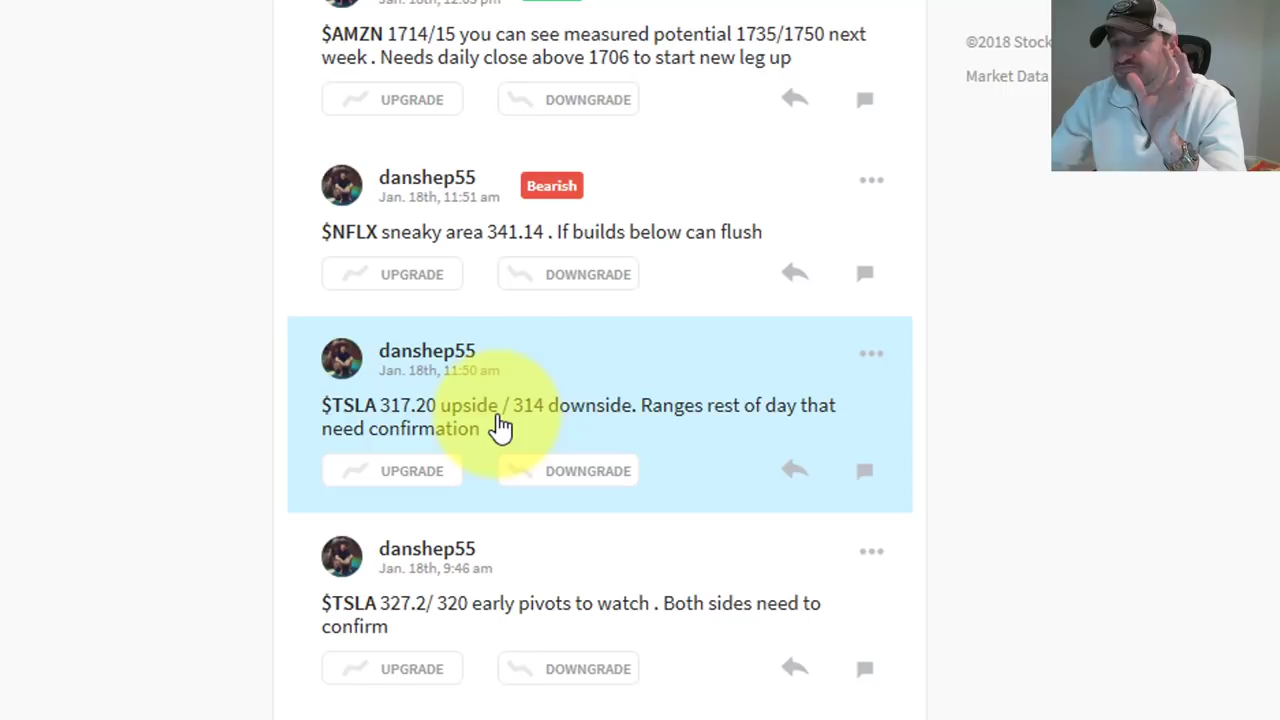 $AMZN 1714/15 you can see measured potential 1735/1750 next
week . Needs daily close above 1706 to start new leg up
UPGRADE
DOWNGRADE
danshep55
Bearish
Jan. 18th, 11:51 am
$NFLX sneaky area 341.14 . If builds below can flush
UPGRADE
DOWNGRADE
danshep55
Jan. 18th, 11:50 am
$TSLA 317.20 upside / 314 downside. Ranges rest of day that
need confirmation
UPGRADE
DOWNGRADE
danshep55
Jan. 18th, 9:46 am
$TSLA 327.2/ 320 early pivots to watch . Both sides need to
confirm
UPGRADE
DOWNGRADE
©2018 Stock
Market Data